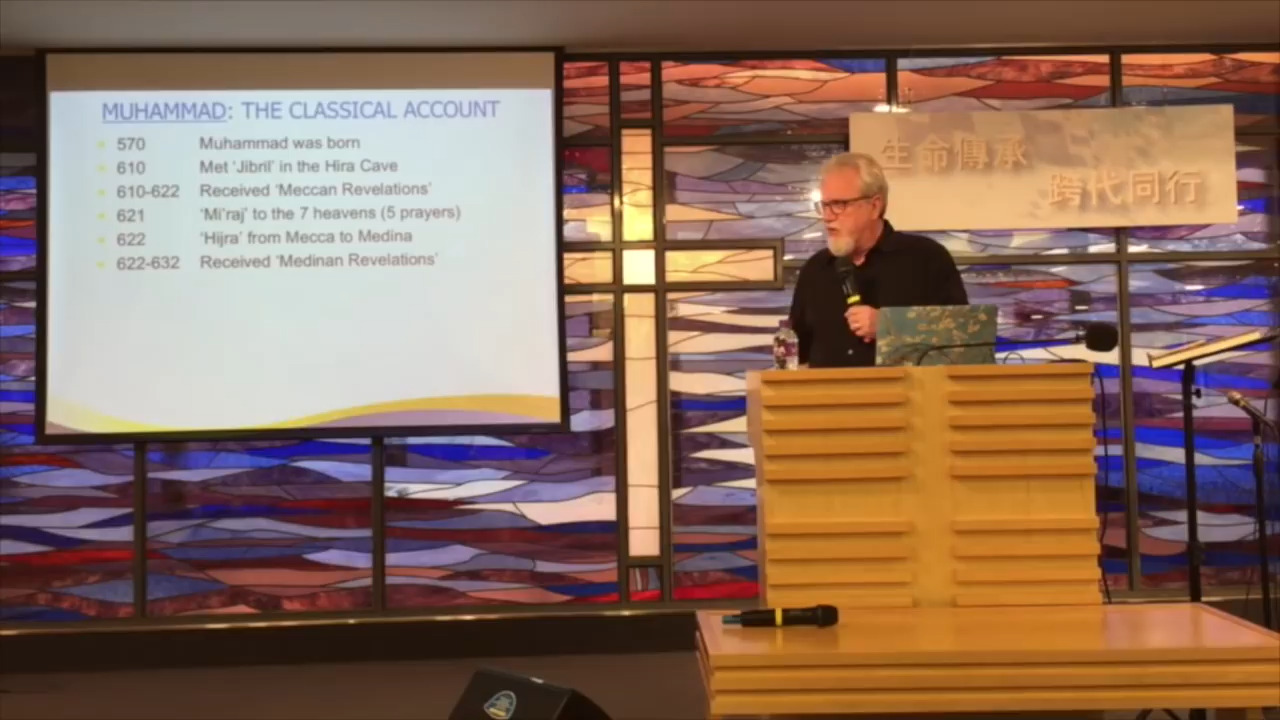 MUHAMMAD: THE CLASSICAL ACCOUNT
570 Muhammad was born
610 Met ‘Jibril’ in the Hira Cave
610-622 Received ‘Meccan Revelations’
621 ‘Mi’raj’ to the 7 heavens (5 prayers)
622 ‘Hijra’ from Mecca to Medina
622-632 Received ‘Medinan Revelations’
生命傳承
跨代同行